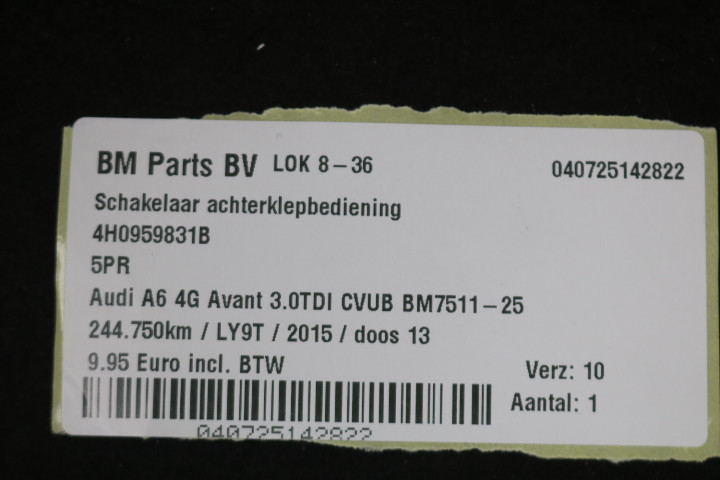 BM Parts BV LOK 8-36 040725142822
Schakelaar achterklepbediening
4H0959831B
5PR
Audi A6 4G Avant 3.0TDI CVUB BM7511-25
244.750km / LY9T / 2015 / doos 13
9.95 Euro incl. BTW Verz: 10
Aantal: 1
040725142822